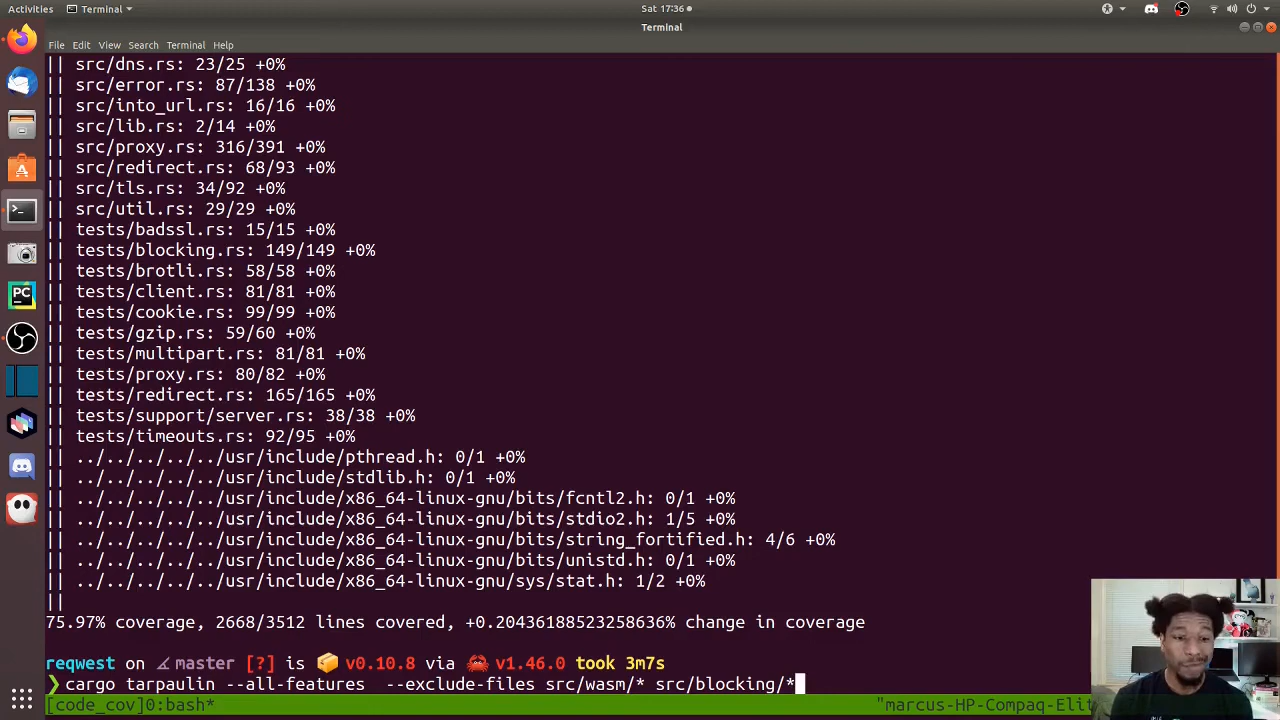 Activities Terminal Sat 17:36
Terminal
File Edit View Search Terminal Help
|| src/dns.rs: 23/25 +0%
|| src/error.rs: 87/138 +0%
|| src/into_url.rs: 16/16 +0%
|| src/lib.rs: 2/14 +0%
|| src/proxy.rs: 316/391 +0%
|| src/redirect.rs: 68/93 +0%
|| src/tls.rs: 34/92 +0%
|| src/util.rs: 29/29 +0%
|| tests/badssl.rs: 15/15 +0%
|| tests/blocking.rs: 149/149 +0%
|| tests/brotli.rs: 58/58 +0%
|| tests/client.rs: 81/81 +0%
|| tests/cookie.rs: 99/99 +0%
|| tests/gzip.rs: 59/60 +0%
|| tests/multipart.rs: 81/81 +0%
|| tests/proxy.rs: 80/82 +0%
|| tests/redirect.rs: 165/165 +0%
|| tests/support/server.rs: 38/38 +0%
|| tests/timeouts.rs: 92/95 +0%
|| ../../../../../usr/include/pthread.h: 0/1 +0%
|| ../../../../../usr/include/stdlib.h: 0/1 +0%
|| ../../../../../usr/include/x86_64-linux-gnu/bits/fcntl2.h: 0/1 +0%
|| ../../../../../usr/include/x86_64-linux-gnu/bits/stdio2.h: 1/5 +0%
|| ../../../../../usr/include/x86_64-linux-gnu/bits/string_fortified.h: 4/6 +0%
|| ../../../../../usr/include/x86_64-linux-gnu/bits/unistd.h: 0/1 +0%
|| ../../../../../usr/include/x86_64-linux-gnu/sys/stat.h: 1/2 +0%
||
75.97% coverage, 2668/3512 lines covered, +0.20436188523258636% change in coverage
reqwest on master [?] is 📦 v0.10.8 via 🦀 v1.46.0 took 3m7s
❯ cargo tarpaulin --all-features  --exclude-files src/wasm/* src/blocking/*
[code_cov]0:bash* "marcus-HP-Compaq-Elit
PC